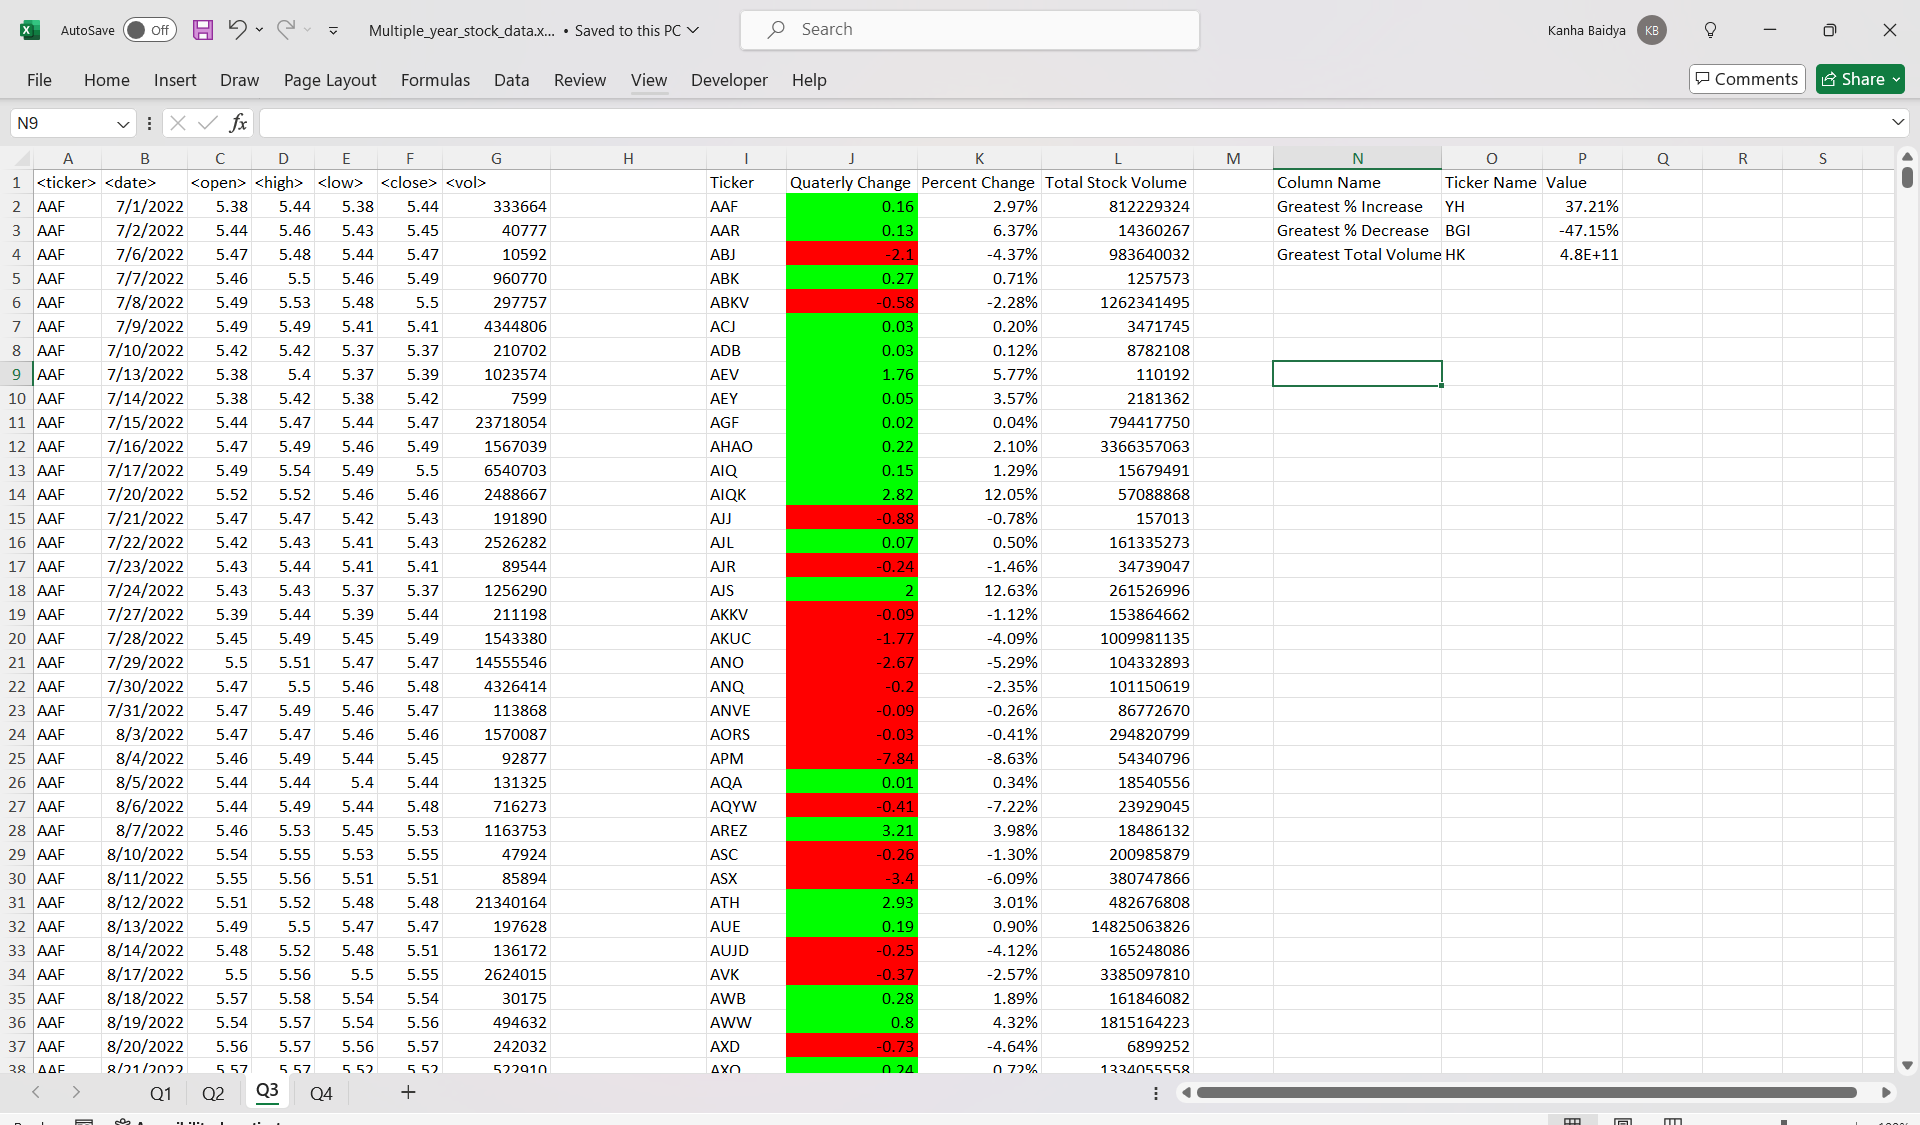 AutoSave Off Multiple_year_stock_data.x... • Saved to this PC Search Kanha Baidya KB
File Home Insert Draw Page Layout Formulas Data Review View Developer Help Comments Share
N9 fx
A B C D E F G H I J K L M N O P Q R S
1 <ticker> <date> <open> <high> <low> <close> <vol> Ticker Quaterly Change Percent Change Total Stock Volume Column Name Ticker Name Value
2 AAF 7/1/2022 5.38 5.44 5.38 5.44 333664 AAF 0.16 2.97% 812229324 Greatest % Increase YH 37.21%
3 AAF 7/2/2022 5.44 5.46 5.43 5.45 40777 AAR 0.13 6.37% 14360267 Greatest % Decrease BGI -47.15%
4 AAF 7/6/2022 5.47 5.48 5.44 5.47 10592 ABJ -2.1 -4.37% 983640032 Greatest Total Volume HK 4.8E+11
5 AAF 7/7/2022 5.46 5.5 5.46 5.49 960770 ABK 0.27 0.71% 1257573
6 AAF 7/8/2022 5.49 5.53 5.48 5.5 297757 ABKV -0.58 -2.28% 1262341495
7 AAF 7/9/2022 5.49 5.49 5.41 5.41 4344806 ACJ 0.03 0.20% 3471745
8 AAF 7/10/2022 5.42 5.42 5.37 5.37 210702 ADB 0.03 0.12% 8782108
9 AAF 7/13/2022 5.38 5.4 5.37 5.39 1023574 AEV 1.76 5.77% 110192
10 AAF 7/14/2022 5.38 5.42 5.38 5.42 7599 AEY 0.05 3.57% 2181362
11 AAF 7/15/2022 5.44 5.47 5.44 5.47 23718054 AGF 0.02 0.04% 794417750
12 AAF 7/16/2022 5.47 5.49 5.46 5.49 1567039 AHAO 0.22 2.10% 3366357063
13 AAF 7/17/2022 5.49 5.54 5.49 5.5 6540703 AIQ 0.15 1.29% 15679491
14 AAF 7/20/2022 5.52 5.52 5.46 5.46 2488667 AIQK 2.82 12.05% 57088868
15 AAF 7/21/2022 5.47 5.47 5.42 5.43 191890 AJJ -0.88 -0.78% 157013
16 AAF 7/22/2022 5.42 5.43 5.41 5.43 2526282 AJL 0.07 0.50% 161335273
17 AAF 7/23/2022 5.43 5.44 5.41 5.41 89544 AJR -0.24 -1.46% 34739047
18 AAF 7/24/2022 5.43 5.43 5.37 5.37 1256290 AJS 2 12.63% 261526996
19 AAF 7/27/2022 5.39 5.44 5.39 5.44 211198 AKKV -0.09 -1.12% 153864662
20 AAF 7/28/2022 5.45 5.49 5.45 5.49 1543380 AKUC -1.77 -4.09% 1009981135
21 AAF 7/29/2022 5.5 5.51 5.47 5.47 14555546 ANO -2.67 -5.29% 104332893
22 AAF 7/30/2022 5.47 5.5 5.46 5.48 4326414 ANQ -0.2 -2.35% 101150619
23 AAF 7/31/2022 5.47 5.49 5.46 5.47 113868 ANVE -0.09 -0.26% 86772670
24 AAF 8/3/2022 5.47 5.47 5.46 5.46 1570087 AORS -0.03 -0.41% 294820799
25 AAF 8/4/2022 5.46 5.49 5.44 5.45 92877 APM -7.84 -8.63% 54340796
26 AAF 8/5/2022 5.44 5.44 5.4 5.44 131325 AQA 0.01 0.34% 18540556
27 AAF 8/6/2022 5.44 5.49 5.44 5.48 716273 AQYW -0.41 -7.22% 23929045
28 AAF 8/7/2022 5.46 5.53 5.45 5.53 1163753 AREZ 3.21 3.98% 18486132
29 AAF 8/10/2022 5.54 5.55 5.53 5.55 47924 ASC -0.26 -1.30% 200985879
30 AAF 8/11/2022 5.55 5.56 5.51 5.51 85894 ASX -3.4 -6.09% 380747866
31 AAF 8/12/2022 5.51 5.52 5.48 5.48 21340164 ATH 2.93 3.01% 482676808
32 AAF 8/13/2022 5.49 5.5 5.47 5.47 197628 AUE 0.19 0.90% 14825063826
33 AAF 8/14/2022 5.48 5.52 5.48 5.51 136172 AUJD -0.25 -4.12% 165248086
34 AAF 8/17/2022 5.5 5.56 5.5 5.55 2624015 AVK -0.37 -2.57% 3385097810
35 AAF 8/18/2022 5.57 5.58 5.54 5.54 30175 AWB 0.28 1.89% 161846082
36 AAF 8/19/2022 5.54 5.57 5.54 5.56 494632 AWW 0.8 4.32% 1815164223
37 AAF 8/20/2022 5.56 5.57 5.56 5.57 242032 AXD -0.73 -4.64% 6899252
38 AAF 8/21/2022 5.57 5.57 5.52 5.52 522910 0.24 0.72% 1334055558
Q1 Q2 Q3 Q4